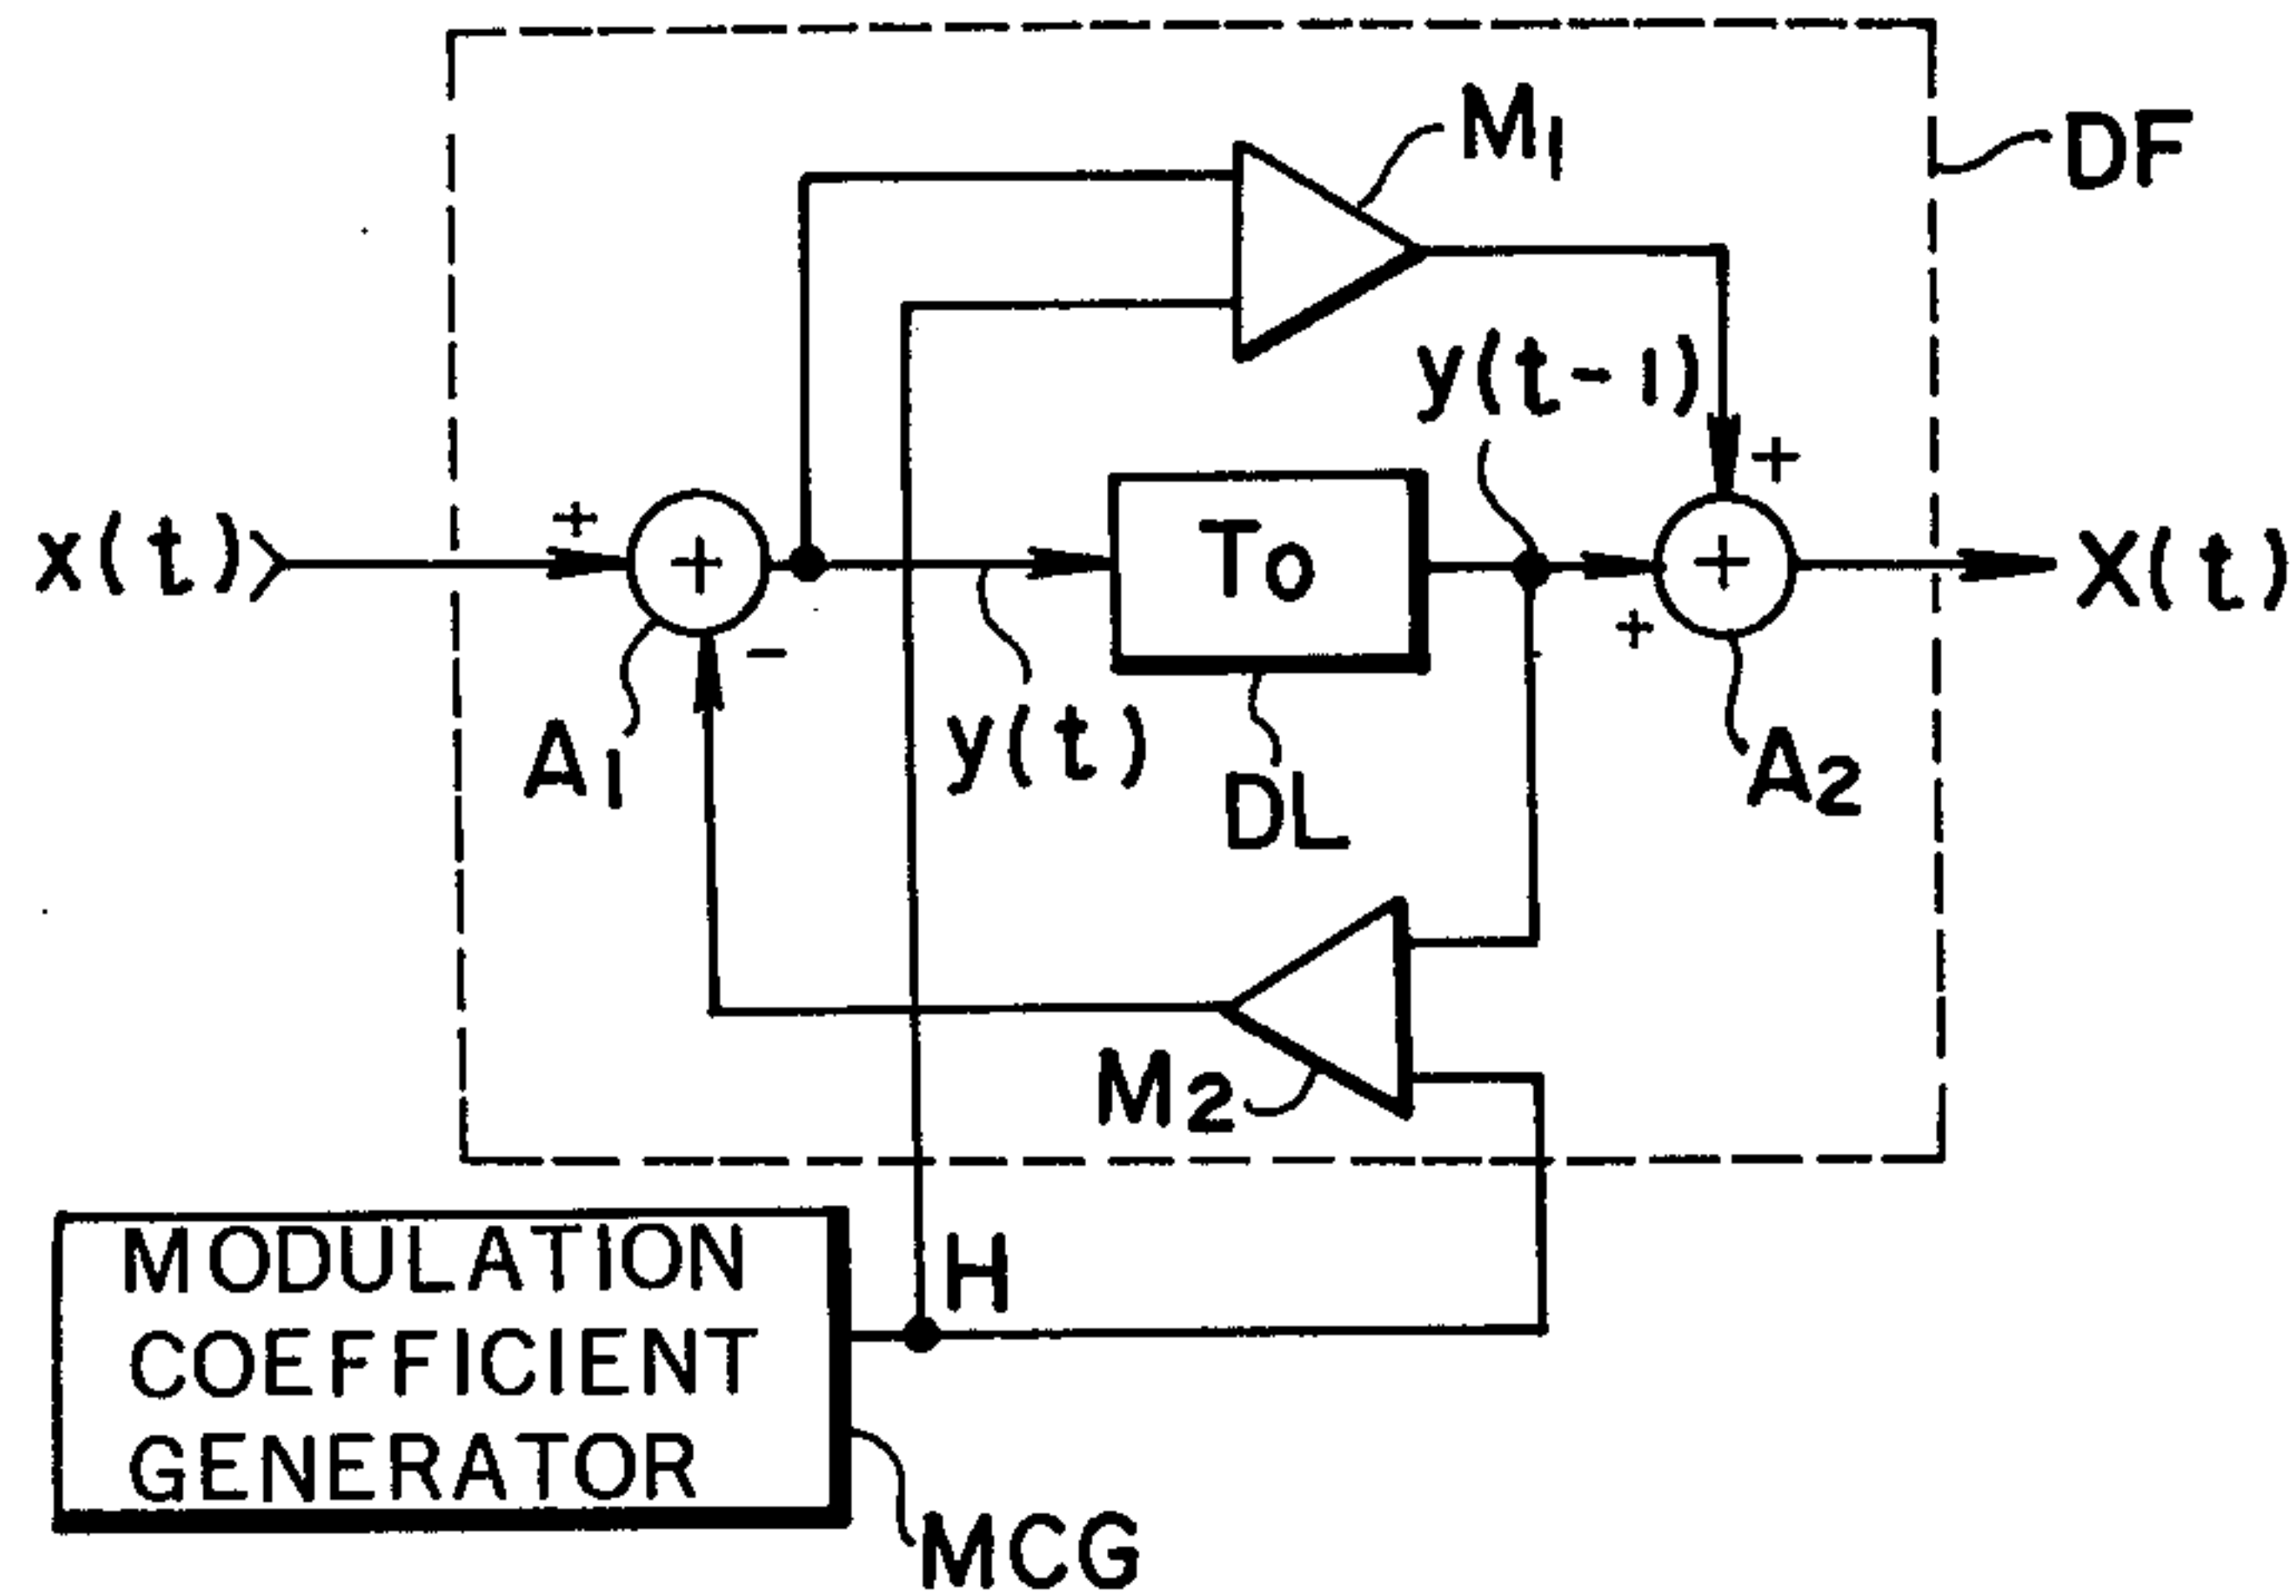 M1
DF
y(t-1)
+
x(t)
+
+
To
+
X(t)
-
+
A1
y(t)
DL
A2
M2
H
MODULATION
COEFFICIENT
GENERATOR
MCG